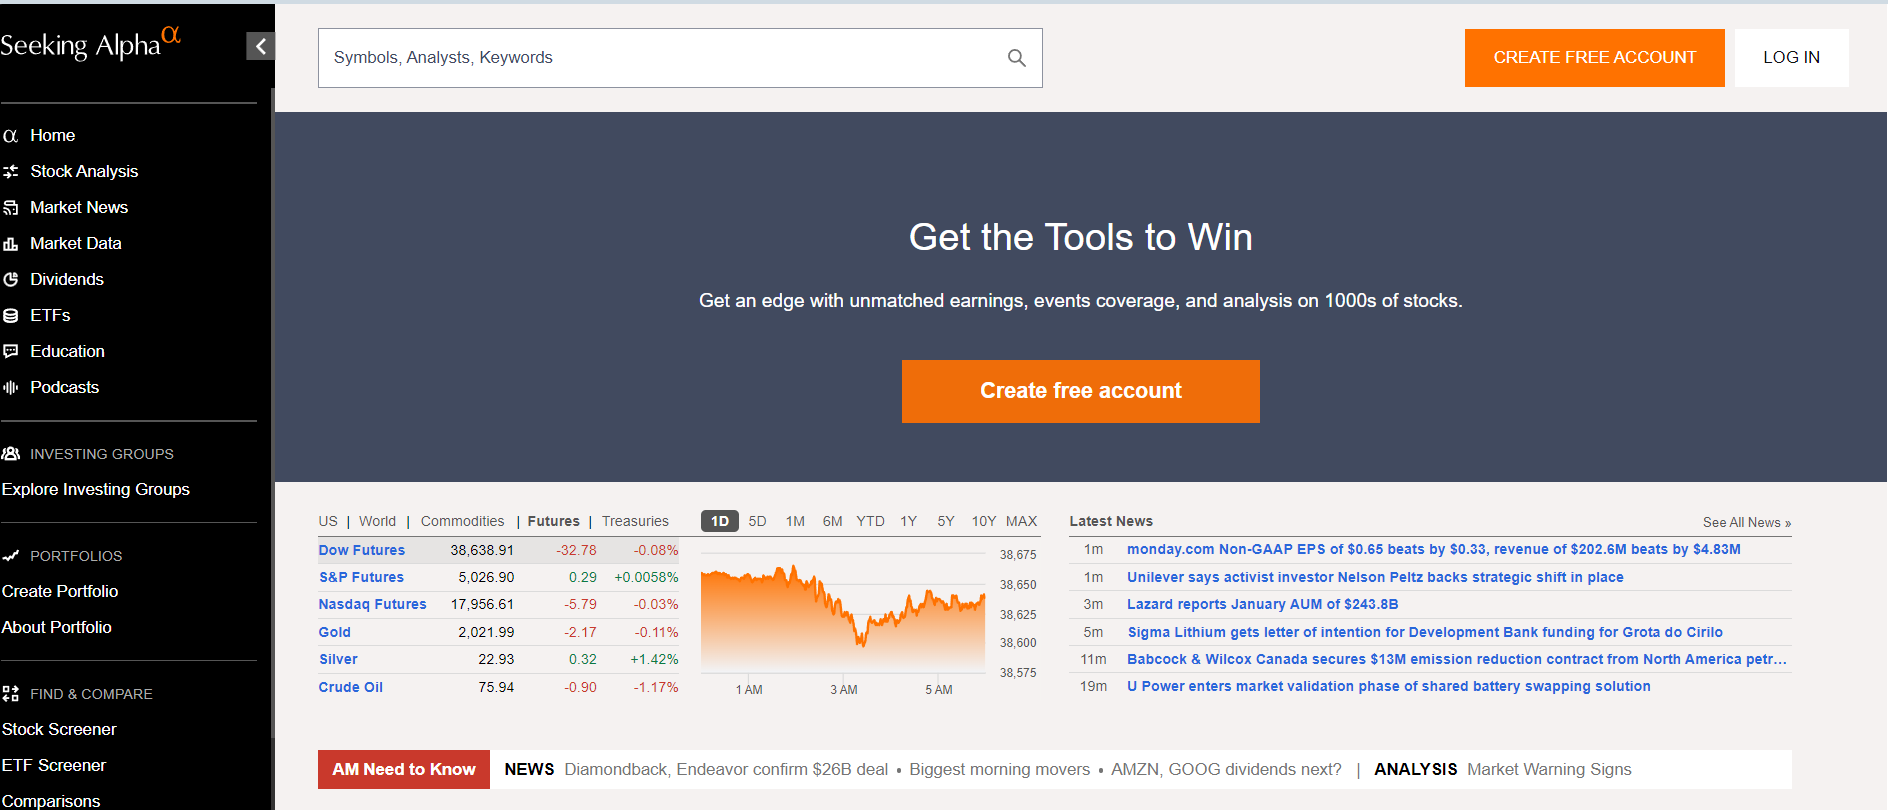 Seeking Alpha α
Home
Stock Analysis
Market News
Market Data
Dividends
ETFs
Education
Podcasts
INVESTING GROUPS
Explore Investing Groups
PORTFOLIOS
Create Portfolio
About Portfolio
FIND & COMPARE
Stock Screener
ETF Screener
Comparisons
Symbols, Analysts, Keywords
CREATE FREE ACCOUNT
LOG IN
Get the Tools to Win
Get an edge with unmatched earnings, events coverage, and analysis on 1000s of stocks.
Create free account
US | World | Commodities | Futures | Treasuries
Dow Futures 38,638.91 -32.78 -0.08%
S&P Futures 5,026.90 0.29 +0.0058%
Nasdaq Futures 17,956.61 -5.79 -0.03%
Gold 2,021.99 -2.17 -0.11%
Silver 22.93 0.32 +1.42%
Crude Oil 75.94 -0.90 -1.17%
1D 5D 1M 6M YTD 1Y 5Y 10Y MAX
38,675
38,650
38,625
38,600
38,575
1 AM 3 AM 5 AM
Latest News See All News »
1m monday.com Non-GAAP EPS of $0.65 beats by $0.33, revenue of $202.6M beats by $4.83M
1m Unilever says activist investor Nelson Peltz backs strategic shift in place
3m Lazard reports January AUM of $243.8B
5m Sigma Lithium gets letter of intention for Development Bank funding for Grota do Cirilo
11m Babcock & Wilcox Canada secures $13M emission reduction contract from North America petr...
19m U Power enters market validation phase of shared battery swapping solution
AM Need to Know NEWS Diamondback, Endeavor confirm $26B deal • Biggest morning movers • AMZN, GOOG dividends next? | ANALYSIS Market Warning Signs